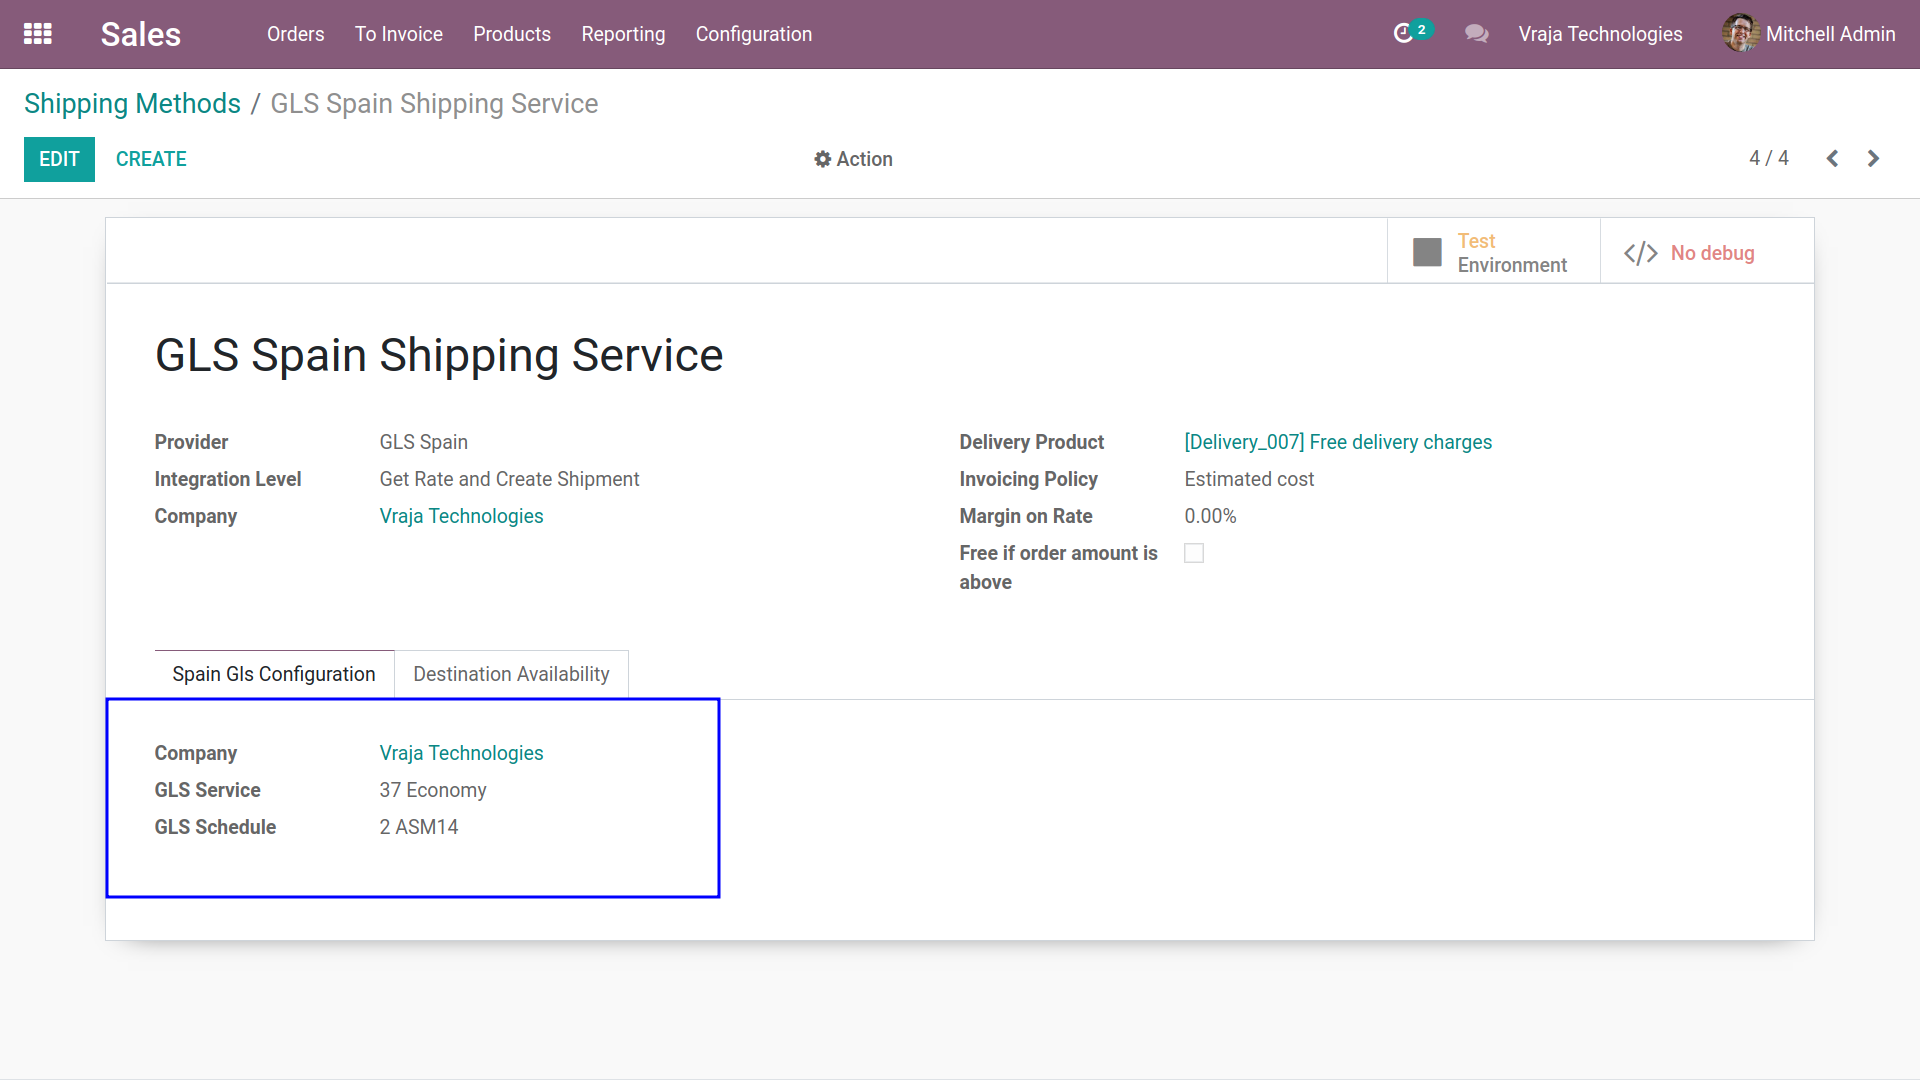 Sales
Orders
To Invoice
Products
Reporting
Configuration
2
Vraja Technologies
Mitchell Admin
Shipping Methods / GLS Spain Shipping Service
EDIT
CREATE
Action
4 / 4
Test
Environment
</> No debug
GLS Spain Shipping Service
Provider GLS Spain
Integration Level Get Rate and Create Shipment
Company Vraja Technologies
Delivery Product [Delivery_007] Free delivery charges
Invoicing Policy Estimated cost
Margin on Rate 0.00%
Free if order amount is
above
Spain Gls Configuration
Destination Availability
Company Vraja Technologies
GLS Service 37 Economy
GLS Schedule 2 ASM14